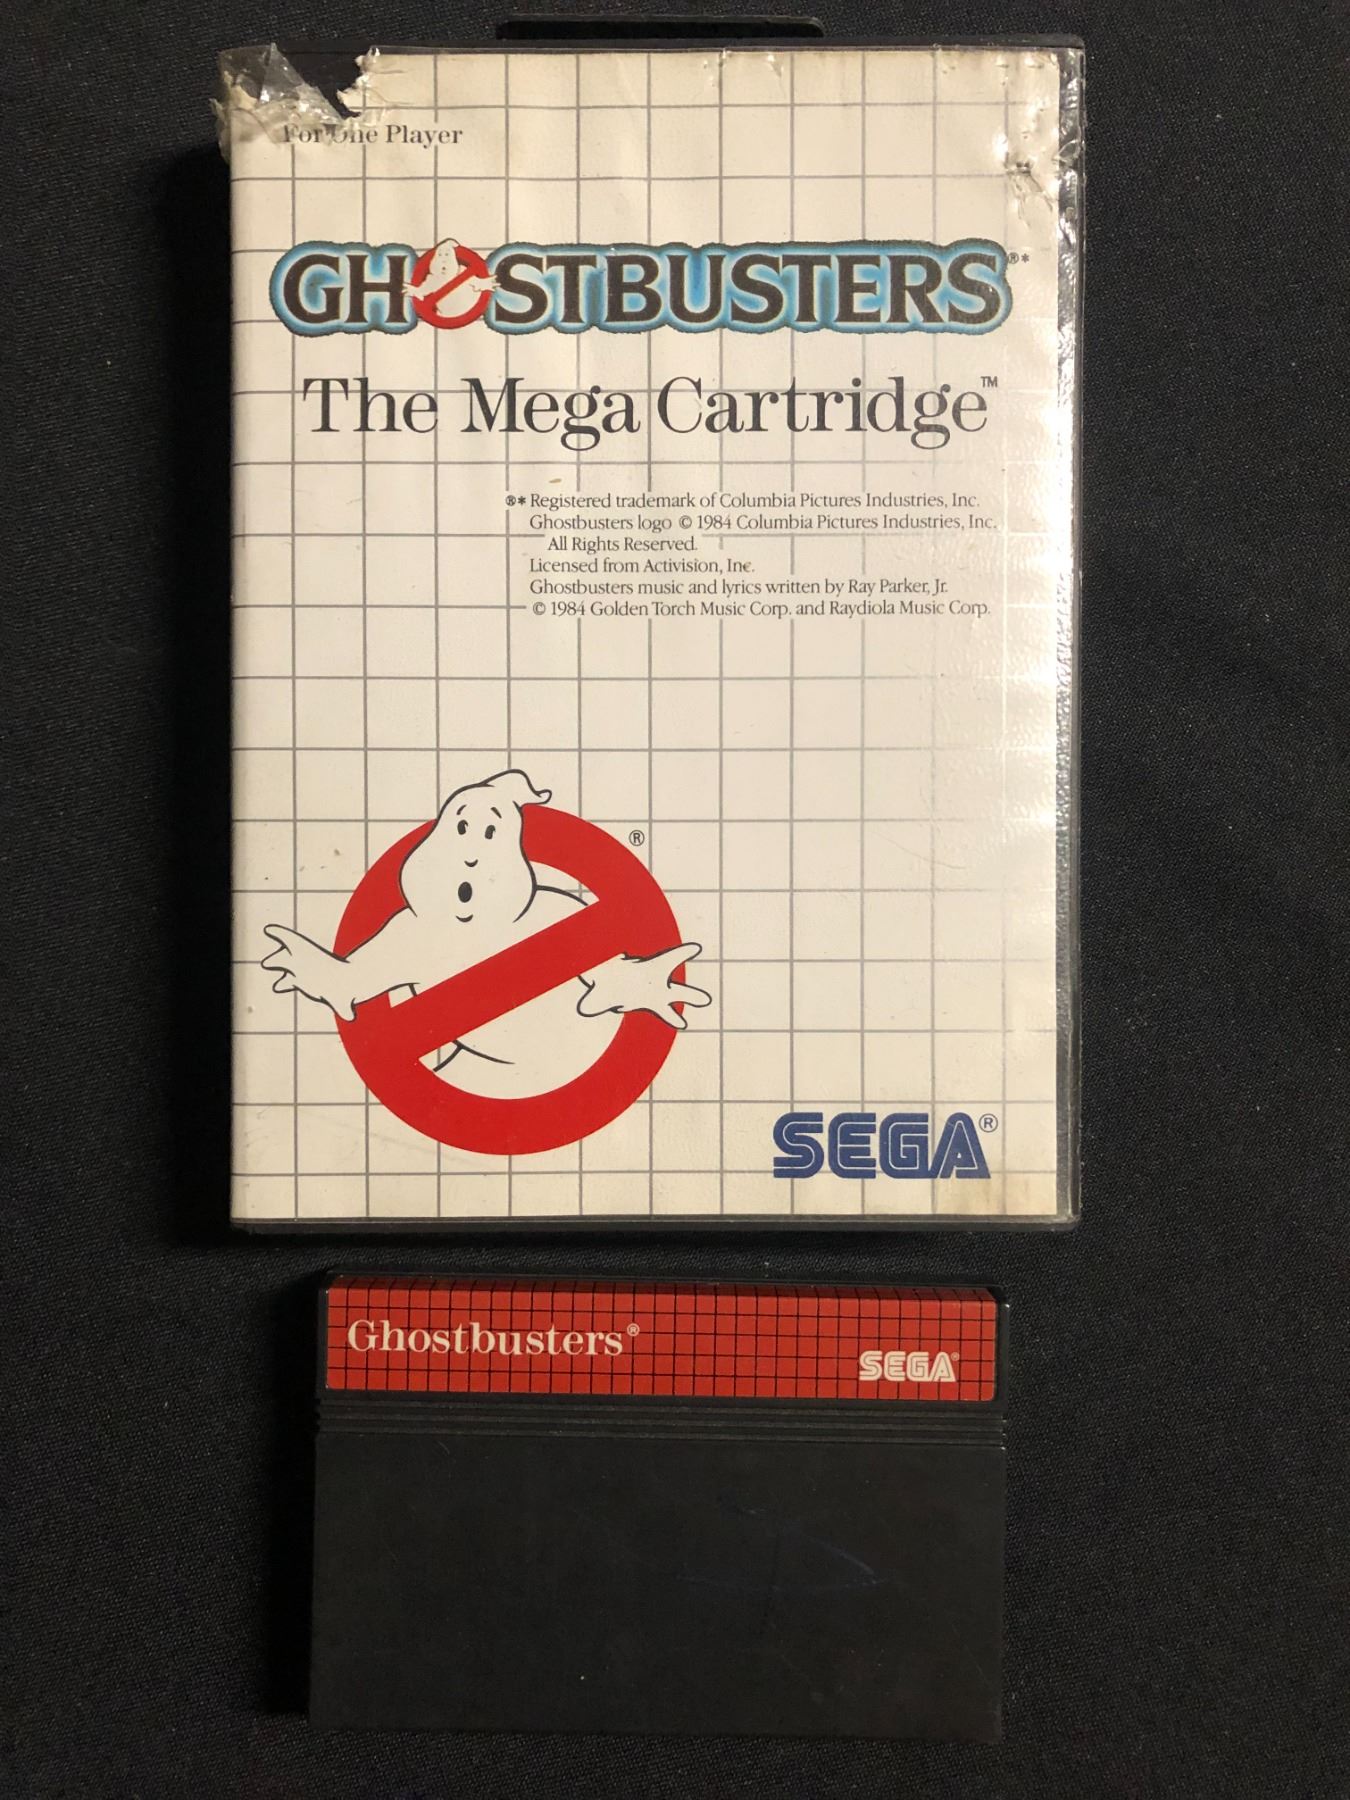 For One Player
GHOSTBUSTERS®*
The Mega Cartridge™
®* Registered trademark of Columbia Pictures Industries, Inc.
Ghostbusters logo © 1984 Columbia Pictures Industries, Inc.
All Rights Reserved.
Licensed from Activision, Inc.
Ghostbusters music and lyrics written by Ray Parker, Jr.
© 1984 Golden Torch Music Corp. and Raydiola Music Corp.
®
SEGA®
Ghostbusters®
SEGA®